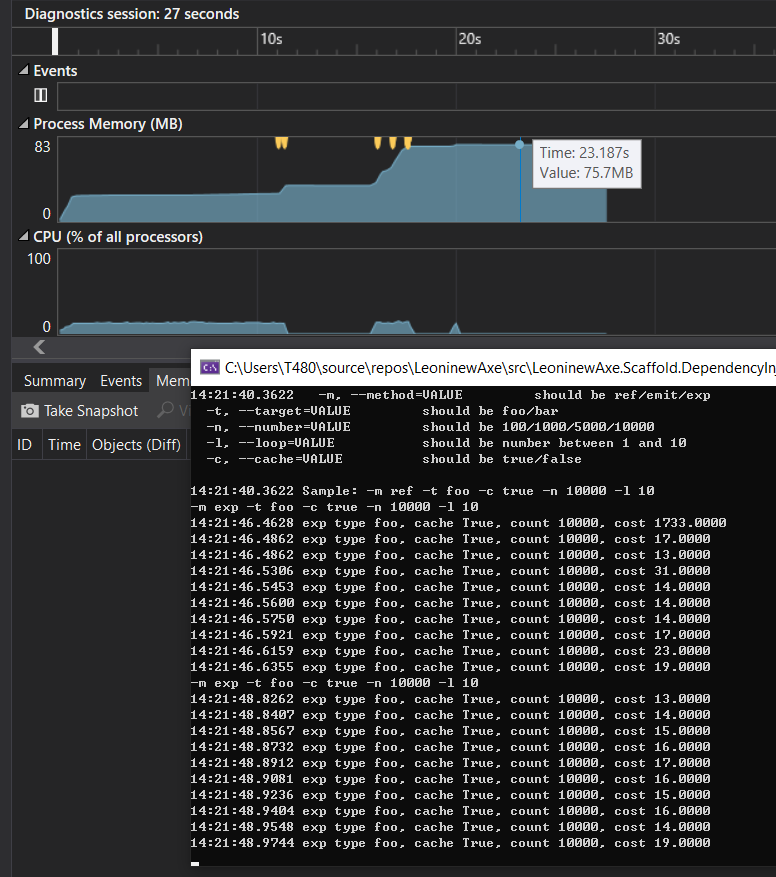 Diagnostics session: 27 seconds
10s 20s 30s
Events
Process Memory (MB)
83
0
Time: 23.187s
Value: 75.7MB
CPU (% of all processors)
100
0
C:\Users\T480\source\repos\LeoninewAxe\src\LeoninewAxe.Scaffold.DependencyInj
Summary Events Mem
Take Snapshot Vi
ID Time Objects (Diff)
14:21:40.3622 -m, --method=VALUE should be ref/emit/exp
-t, --target=VALUE should be foo/bar
-n, --number=VALUE should be 100/1000/5000/10000
-l, --loop=VALUE should be number between 1 and 10
-c, --cache=VALUE should be true/false
14:21:40.3622 Sample: -m ref -t foo -c true -n 10000 -l 10
-m exp -t foo -c true -n 10000 -l 10
14:21:46.4628 exp type foo, cache True, count 10000, cost 1733.0000
14:21:46.4862 exp type foo, cache True, count 10000, cost 17.0000
14:21:46.4862 exp type foo, cache True, count 10000, cost 13.0000
14:21:46.5306 exp type foo, cache True, count 10000, cost 31.0000
14:21:46.5453 exp type foo, cache True, count 10000, cost 14.0000
14:21:46.5600 exp type foo, cache True, count 10000, cost 14.0000
14:21:46.5750 exp type foo, cache True, count 10000, cost 14.0000
14:21:46.5921 exp type foo, cache True, count 10000, cost 17.0000
14:21:46.6159 exp type foo, cache True, count 10000, cost 23.0000
14:21:46.6355 exp type foo, cache True, count 10000, cost 19.0000
-m exp -t foo -c true -n 10000 -l 10
14:21:48.8262 exp type foo, cache True, count 10000, cost 13.0000
14:21:48.8407 exp type foo, cache True, count 10000, cost 14.0000
14:21:48.8567 exp type foo, cache True, count 10000, cost 15.0000
14:21:48.8732 exp type foo, cache True, count 10000, cost 16.0000
14:21:48.8912 exp type foo, cache True, count 10000, cost 17.0000
14:21:48.9081 exp type foo, cache True, count 10000, cost 16.0000
14:21:48.9236 exp type foo, cache True, count 10000, cost 15.0000
14:21:48.9404 exp type foo, cache True, count 10000, cost 16.0000
14:21:48.9548 exp type foo, cache True, count 10000, cost 14.0000
14:21:48.9744 exp type foo, cache True, count 10000, cost 19.0000